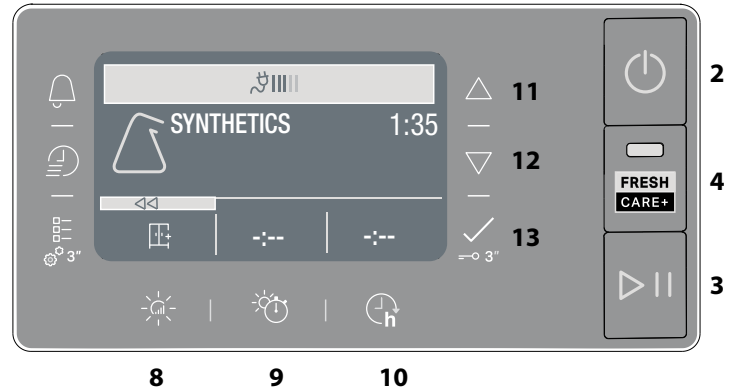 2
11
SYNTHETICS 1:35
12
FRESH
CARE+
4
3"
-:-- -:--
3"
13
3
h
8 9 10